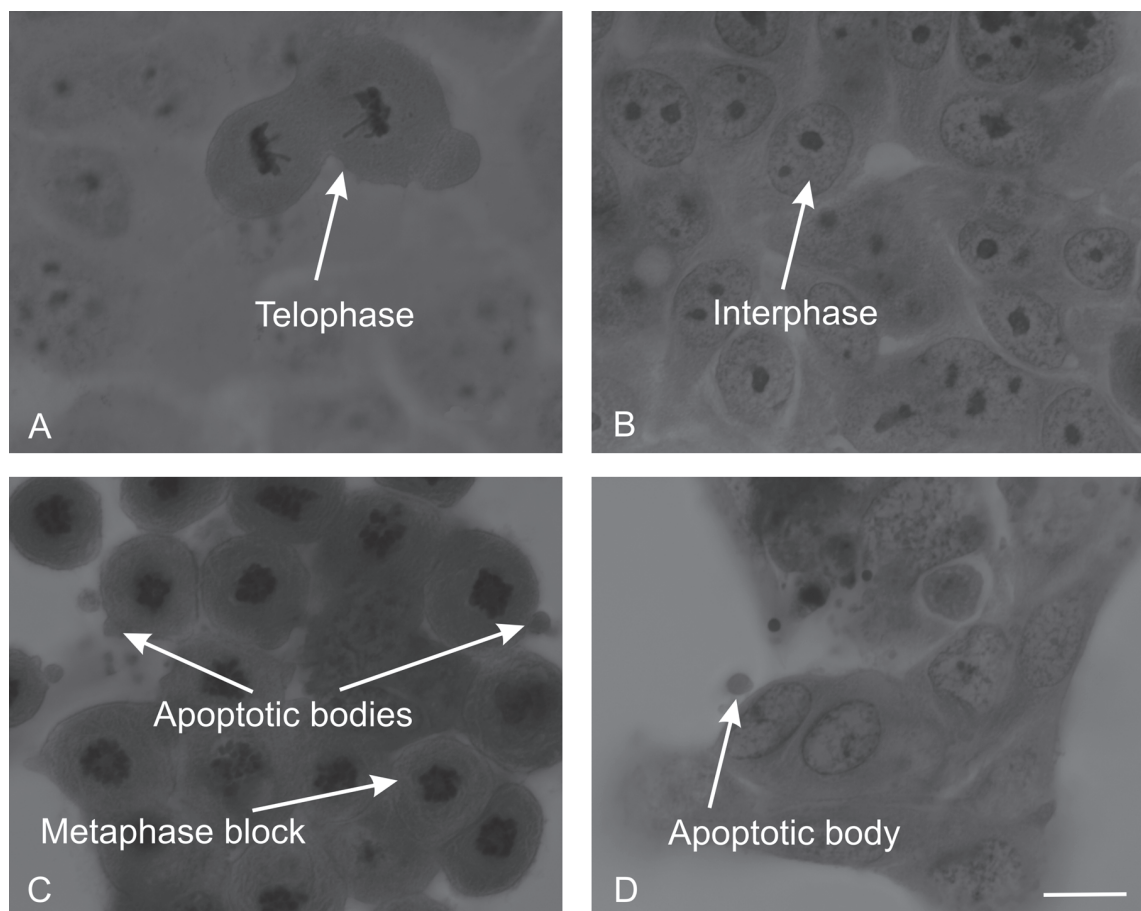 Telophase
A
Interphase
B
Apoptotic bodies
Metaphase block
C
Apoptotic body
D